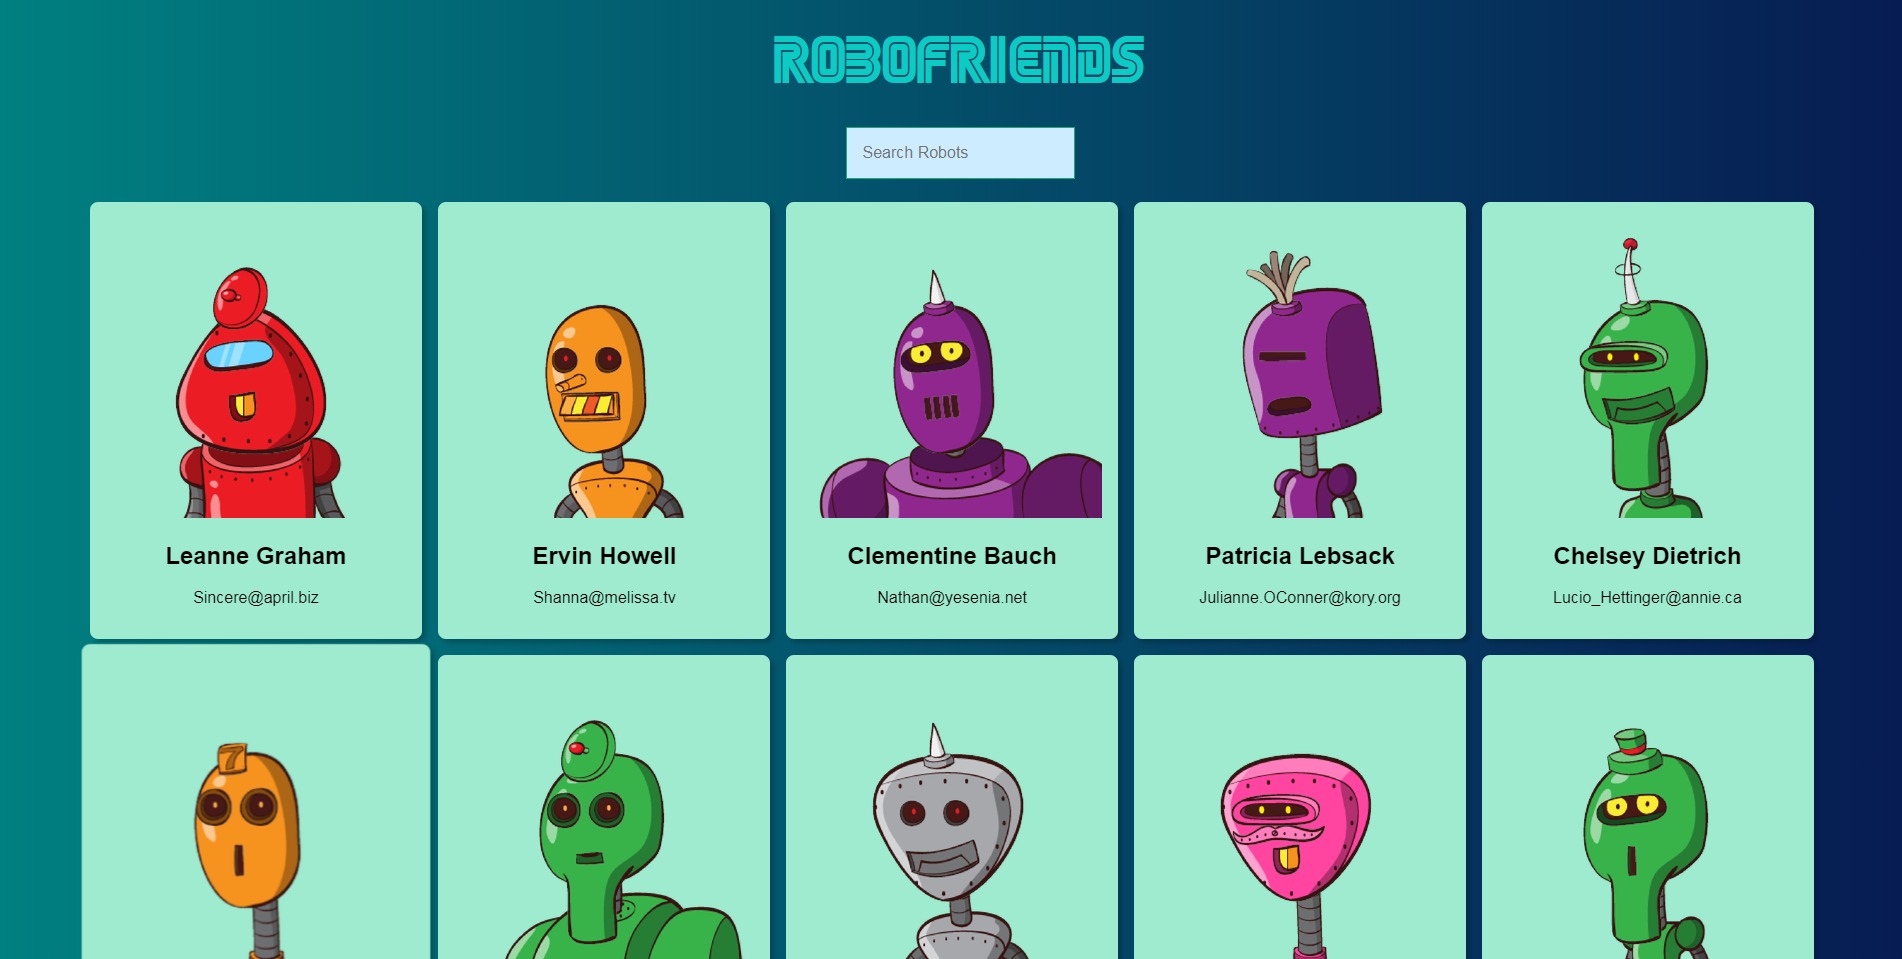 ROBOFRIENDS
Search Robots
Leanne Graham
Sincere@april.biz
Ervin Howell
Shanna@melissa.tv
Clementine Bauch
Nathan@yesenia.net
Patricia Lebsack
Julianne.OConner@kory.org
Chelsey Dietrich
Lucio_Hettinger@annie.ca
7